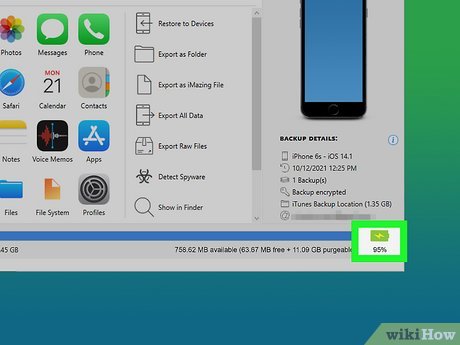 Photos
Messages
Phone
MON
21
Safari
Calendar
Contacts
Notes
Voice Memos
Apps
Files
File System
Profiles
Restore to Devices
Export as Folder
Export as iMazing File
Export All Data
Export Raw Files
Detect Spyware
Show in Finder
BACKUP DETAILS:
iPhone 6s - iOS 14.1
10/12/2021 12:25 PM
1 Backup(s)
Backup encrypted
iTunes Backup Location (1.35 GB)
.45 GB
758.62 MB available (63.67 MB free + 11.09 GB purgeable
95%
wikiHow